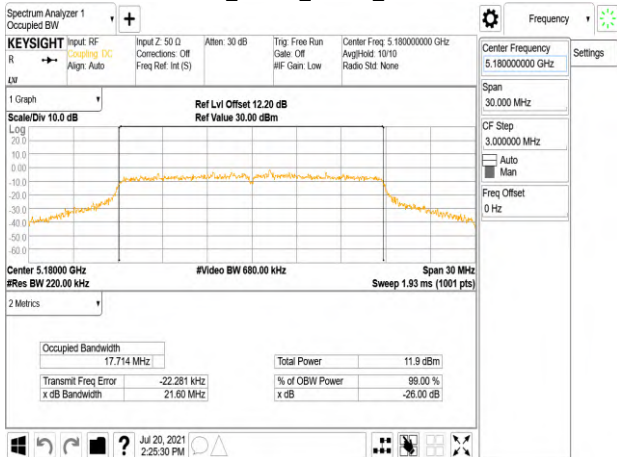 Spectrum Analyzer 1
Occupied BW
Frequency
KEYSIGHT
R
LXI
Input: RF
Coupling: DC
Align: Auto
Input Z: 50 Ω
Corrections: Off
Freq Ref: Int (S)
Atten: 30 dB
Trig: Free Run
Gate: Off
#IF Gain: Low
Center Freq: 5.180000000 GHz
Avg|Hold: 10/10
Radio Std: None
Center Frequency
5.180000000 GHz
Settings
Span
30.000 MHz
CF Step
3.000000 MHz
Auto
Man
Freq Offset
0 Hz
1 Graph
Scale/Div 10.0 dB
Ref Lvl Offset 12.20 dB
Ref Value 30.00 dBm
Log
20.0
10.0
0.00
-10.0
-20.0
-30.0
-40.0
-50.0
-60.0
Center 5.18000 GHz
#Video BW 680.00 kHz
Span 30 MHz
#Res BW 220.00 kHz
Sweep 1.93 ms (1001 pts)
2 Metrics
Occupied Bandwidth
17.714 MHz
Total Power 11.9 dBm
Transmit Freq Error -22.281 kHz
% of OBW Power 99.00 %
x dB Bandwidth 21.60 MHz
x dB -26.00 dB
?
Jul 20, 2021
2:25:30 PM